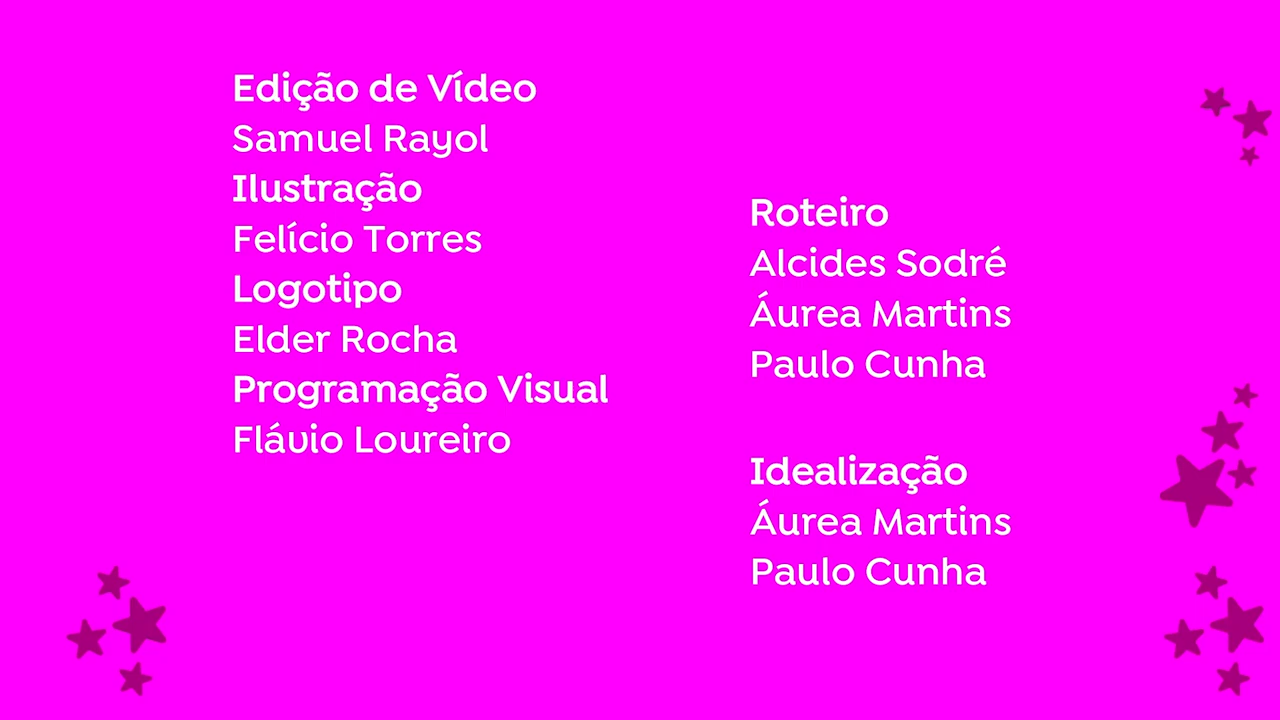 Edição de Vídeo
Samuel Rayol
Ilustração
Felício Torres
Logotipo
Elder Rocha
Programação Visual
Flávio Loureiro
Roteiro
Alcides Sodré
Áurea Martins
Paulo Cunha
Idealização
Áurea Martins
Paulo Cunha